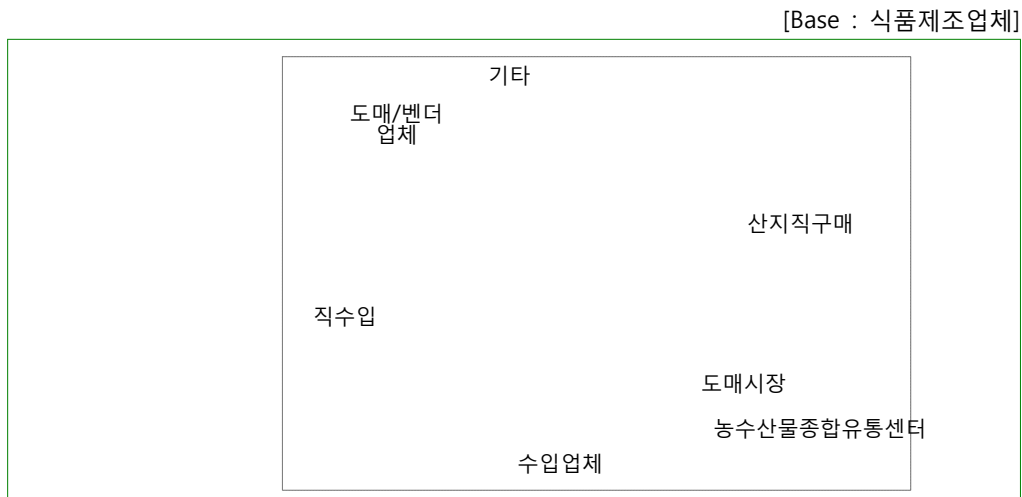 [Base : 식품제조업체]
기타
도매/벤더
업체
산지직구매
직수입
도매시장
농수산물종합유통센터
수입업체